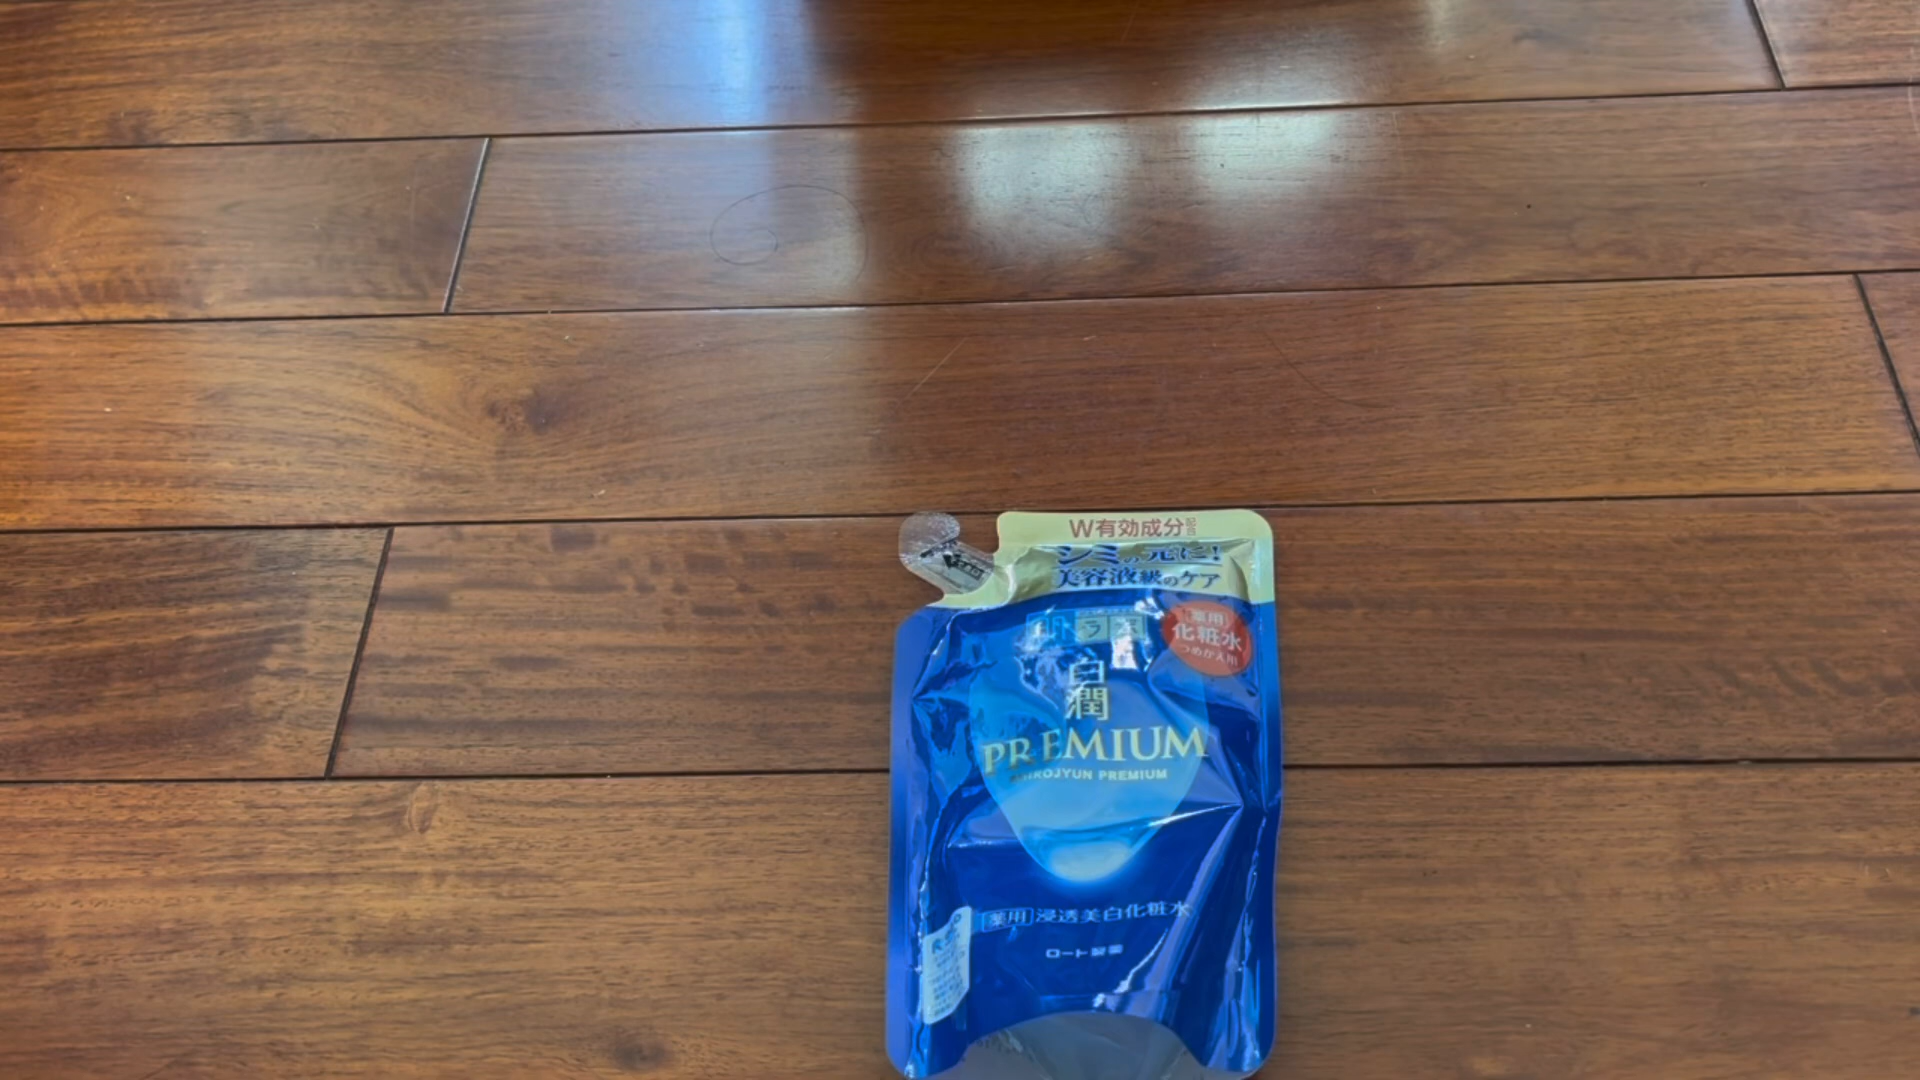 W有効成分配合
シミの元に!
美容液級のケア
肌ラボ
薬用
化粧水
つめかえ用
白潤
PREMIUM
SHIROJYUN PREMIUM
薬用 浸透美白化粧水
ロート製薬